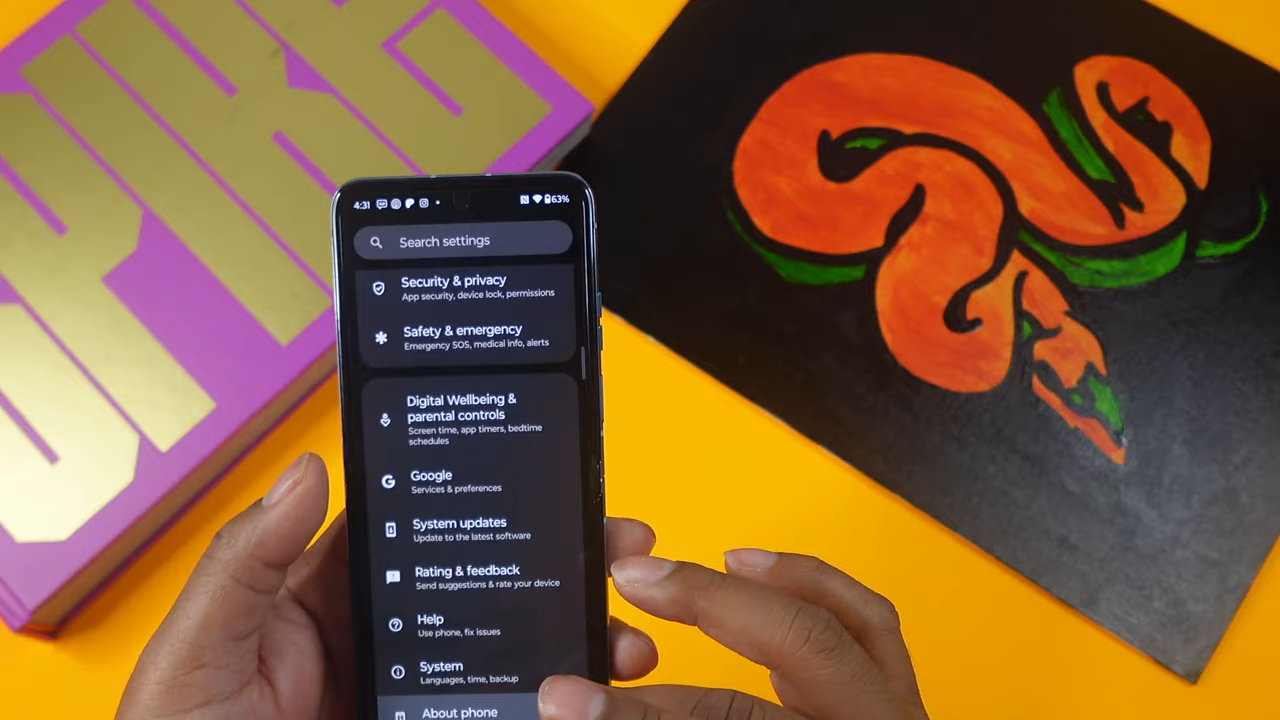 SPIKE
4:31
63%
Search settings
Security & privacy
App security, device lock, permissions
Safety & emergency
Emergency SOS, medical info, alerts
Digital Wellbeing &
parental controls
Screen time, app timers, bedtime
schedules
Google
Services & preferences
System updates
Update to the latest software
Rating & feedback
Send suggestions & rate your device
Help
Use phone, fix issues
System
Languages, time, backup
About phone